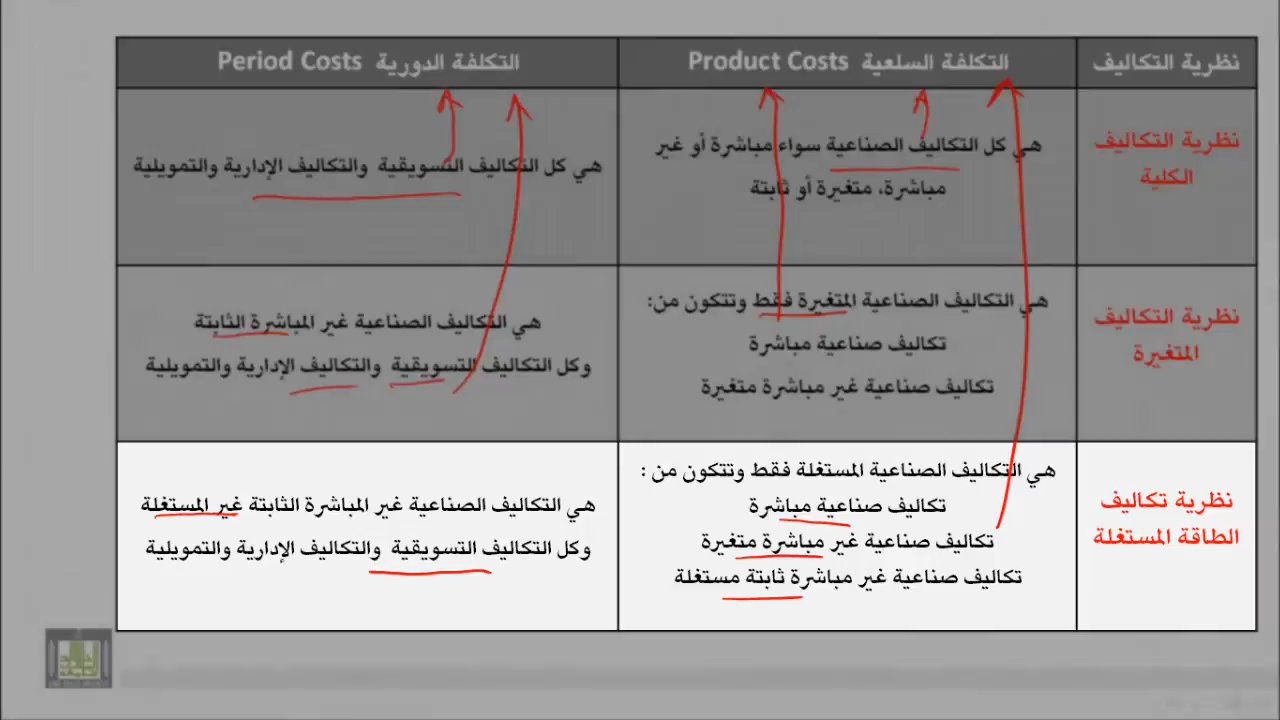 نظرية التكاليف
التكلفة السلعية Product Costs
التكلفة الدورية Period Costs
نظرية التكاليف
الكلية
هي كل التكاليف الصناعية سواء مباشرة أو غير
مباشرة، متغيرة أو ثابتة
هي كل التكاليف التسويقية والتكاليف الإدارية والتمويلية
نظرية التكاليف
المتغيرة
هي التكاليف الصناعية المتغيرة فقط وتتكون من:
تكاليف صناعية مباشرة
تكاليف صناعية غير مباشرة متغيرة
هي التكاليف الصناعية غير المباشرة الثابتة
وكل التكاليف التسويقية والتكاليف الإدارية والتمويلية
نظرية تكاليف
الطاقة المستغلة
هي التكاليف الصناعية المستغلة فقط وتتكون من :
تكاليف صناعية مباشرة
تكاليف صناعية غير مباشرة متغيرة
تكاليف صناعية غير مباشرة ثابتة مستغلة
هي التكاليف الصناعية غير المباشرة الثابتة غير المستغلة
وكل التكاليف التسويقية والتكاليف الإدارية والتمويلية